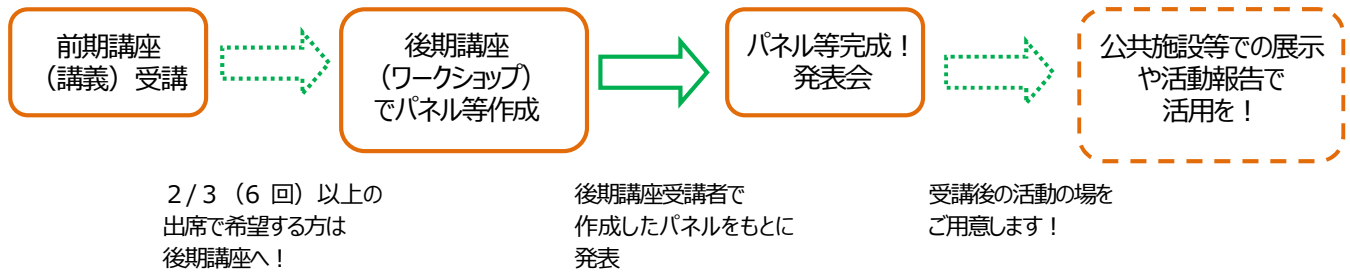 前期講座
（講義）受講
後期講座
（ワークショップ）
でパネル等作成
パネル等完成！
発表会
公共施設等での展示
や活動報告で
活用を！
２/３（6 回）以上の
出席で希望する方は
後期講座へ！
後期講座受講者で
作成したパネルをもとに
発表
受講後の活動の場を
ご用意します！